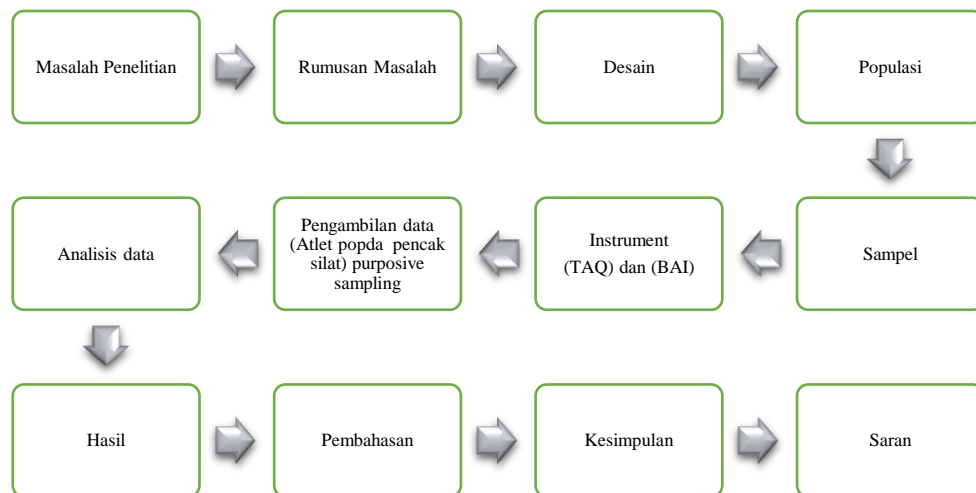 Masalah Penelitian
Rumusan Masalah
Desain
Populasi
Sampel
Instrument
(TAQ) dan (BAI)
Pengambilan data
(Atlet popda pencak
silat) purposive
sampling
Analisis data
Hasil
Pembahasan
Kesimpulan
Saran